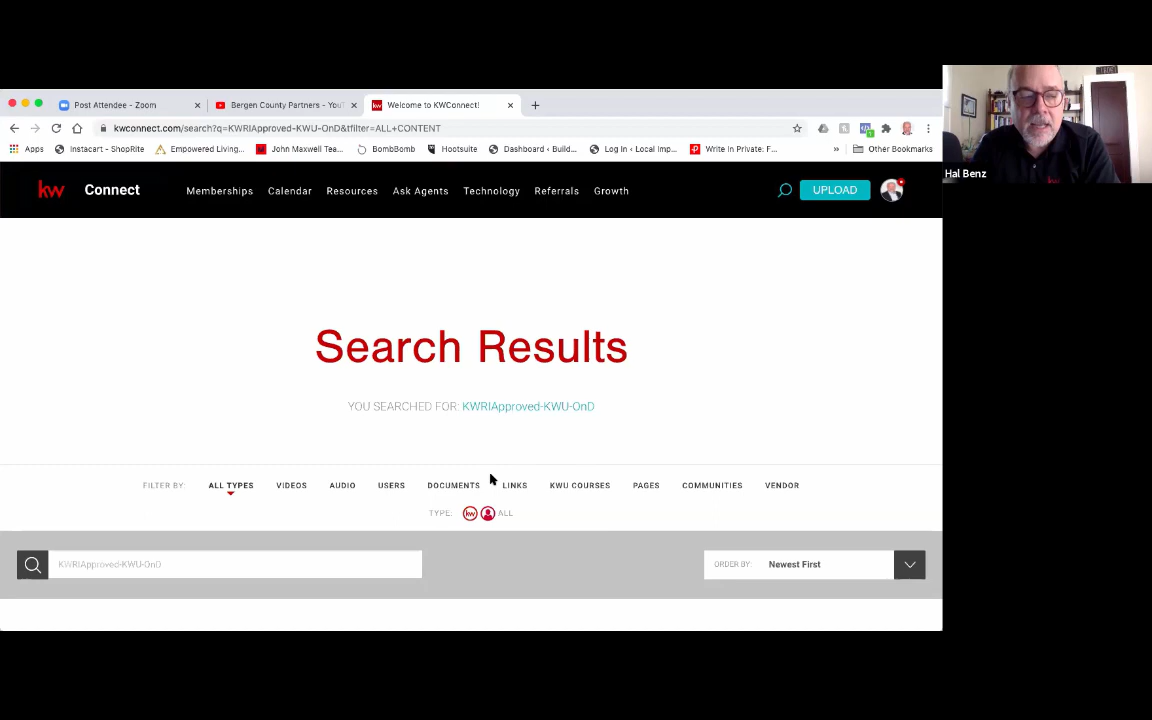 Post Attendee - Zoom
Bergen County Partners - YouT
Welcome to KWConnect!
kwconnect.com/search?q=KWRIApproved-KWU-OnD&tfilter=ALL+CONTENT
Apps
Instacart - ShopRite
Empowered Living...
John Maxwell Tea...
BombBomb
Hootsuite
Dashboard ‹ Build...
Log In ‹ Local Imp...
Write In Private: F...
»
Other Bookmarks
Hal Benz
kw Connect
Memberships
Calendar
Resources
Ask Agents
Technology
Referrals
Growth
UPLOAD
Search Results
YOU SEARCHED FOR: KWRIApproved-KWU-OnD
FILTER BY:
ALL TYPES
VIDEOS
AUDIO
USERS
DOCUMENTS
LINKS
KWU COURSES
PAGES
COMMUNITIES
VENDOR
TYPE: kw ALL
KWRIApproved-KWU-OnD
ORDER BY: Newest First